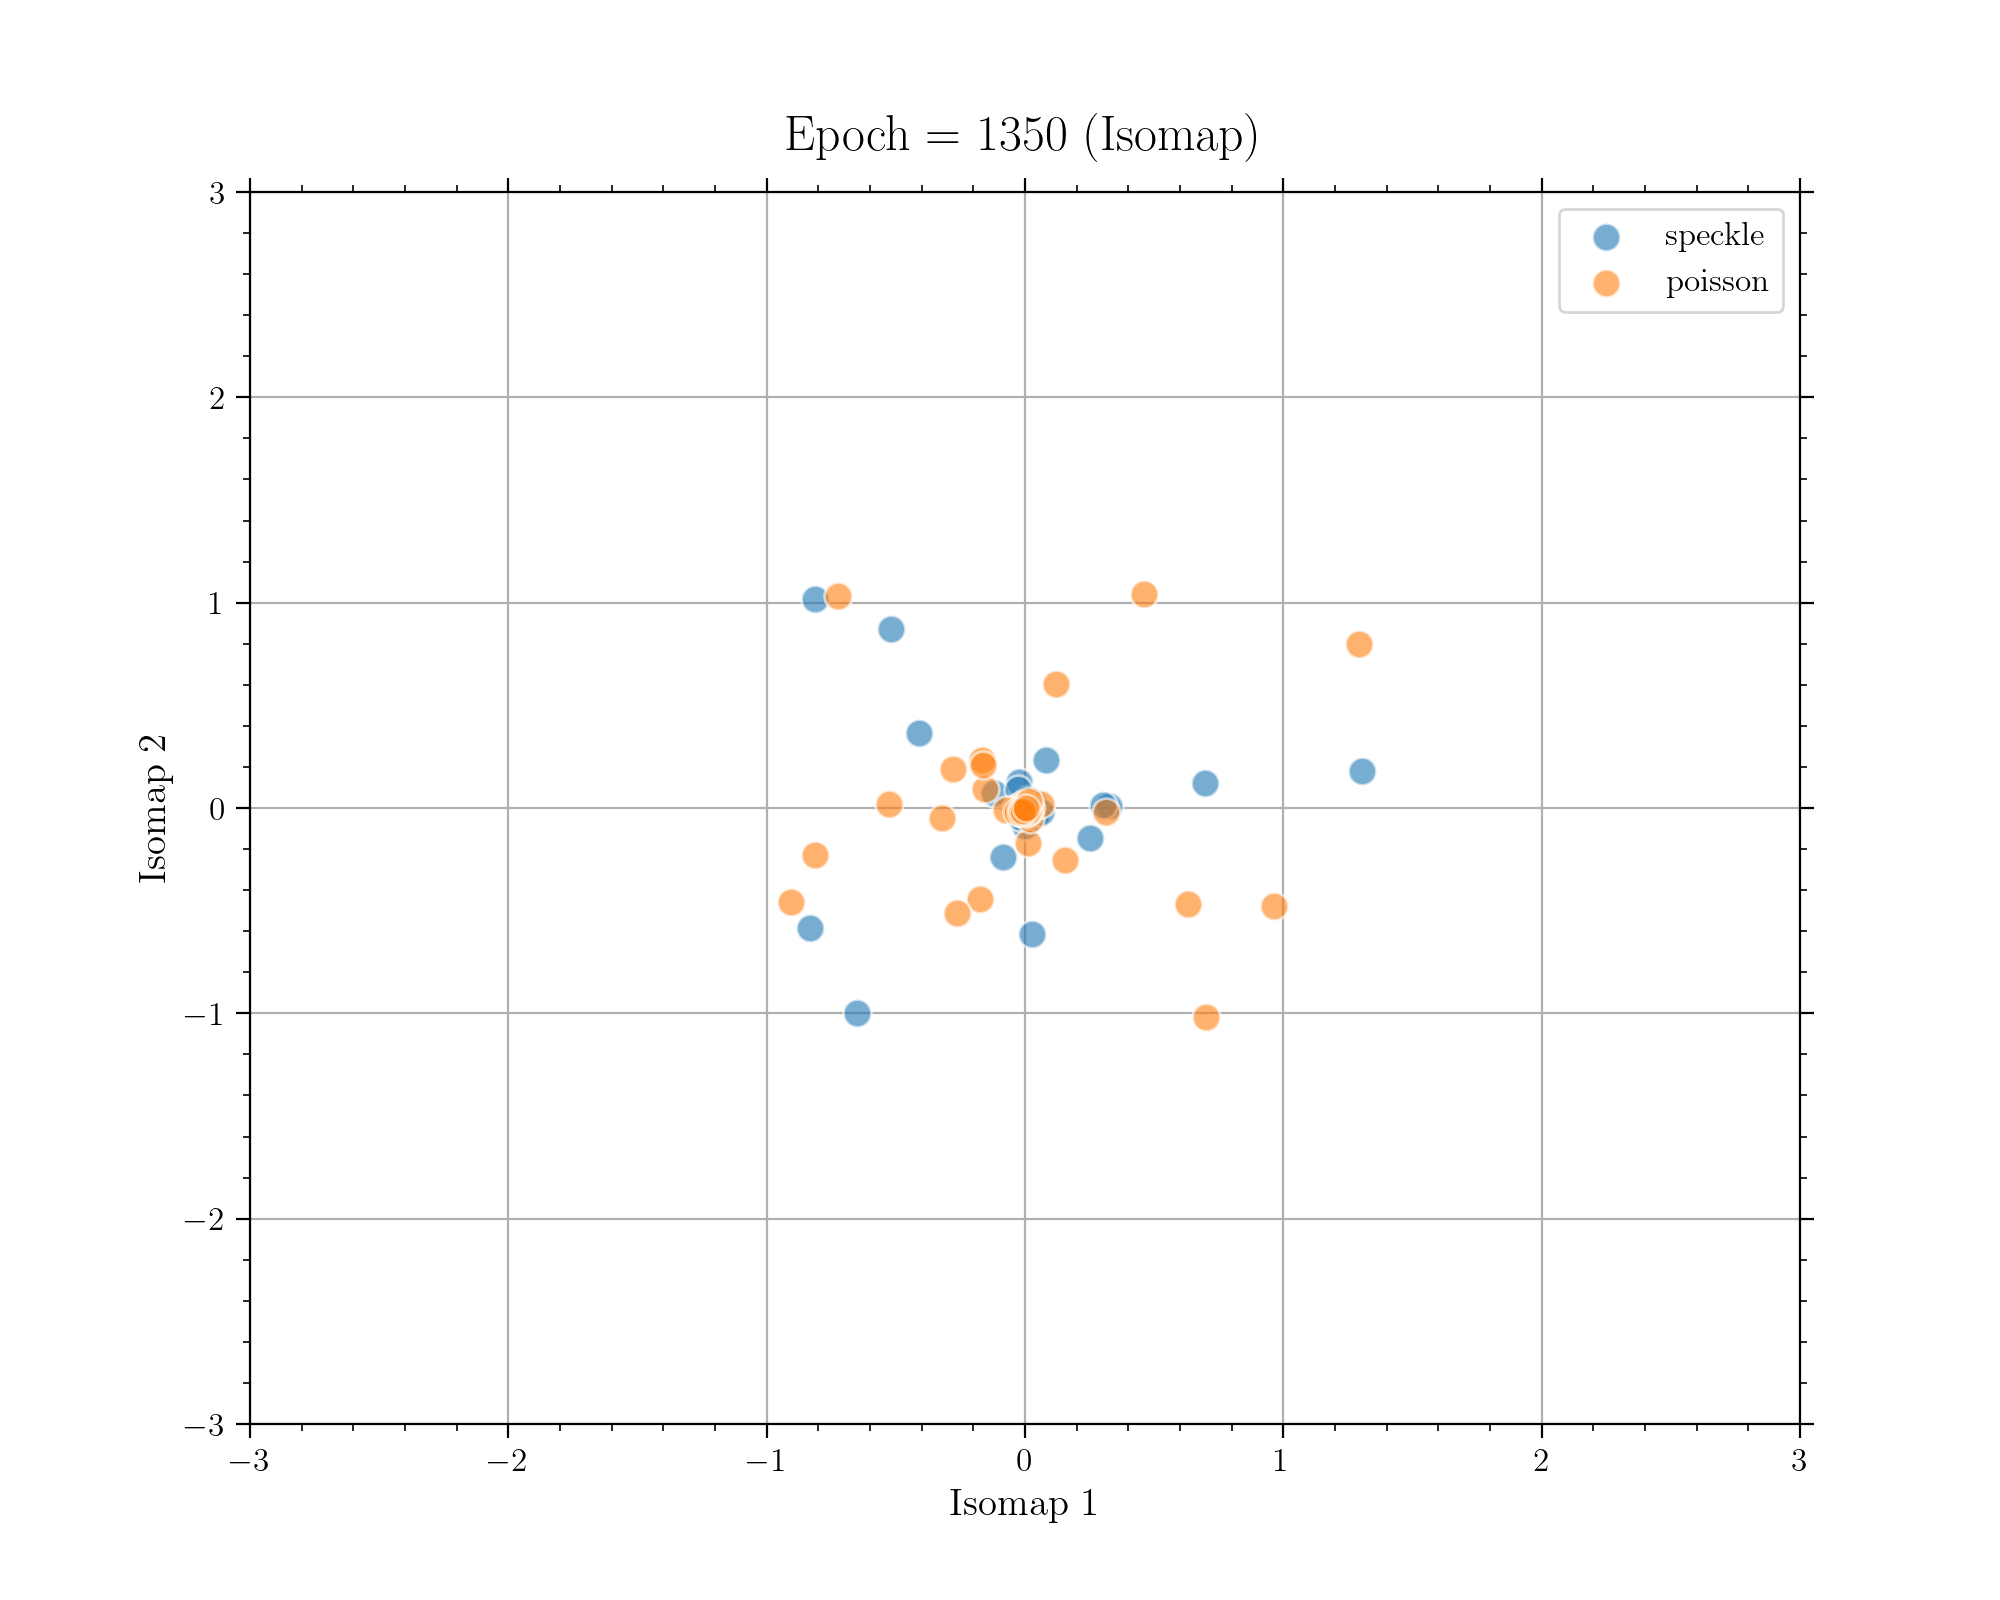 Epoch = 1350 (Isomap)
speckle
poisson
3
2
1
0
−1
−2
−3
Isomap 2
−3 −2 −1 0 1 2 3
Isomap 1